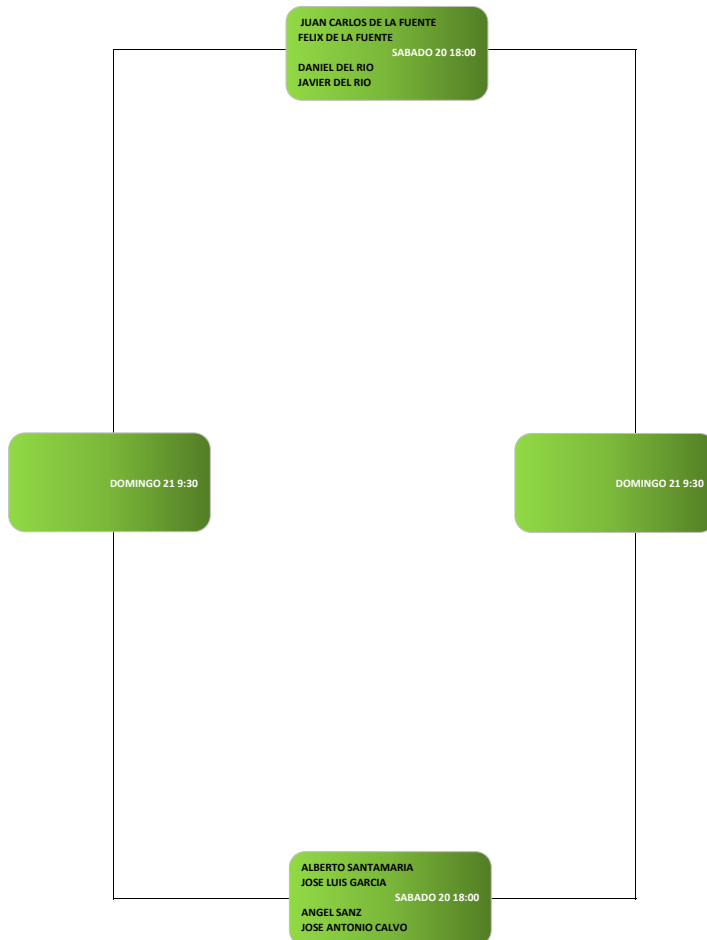 JUAN CARLOS DE LA FUENTE
FELIX DE LA FUENTE
SABADO 20 18:00
DANIEL DEL RIO
JAVIER DEL RIO
DOMINGO 21 9:30
DOMINGO 21 9:30
ALBERTO SANTAMARIA
JOSE LUIS GARCIA
SABADO 20 18:00
ANGEL SANZ
JOSE ANTONIO CALVO